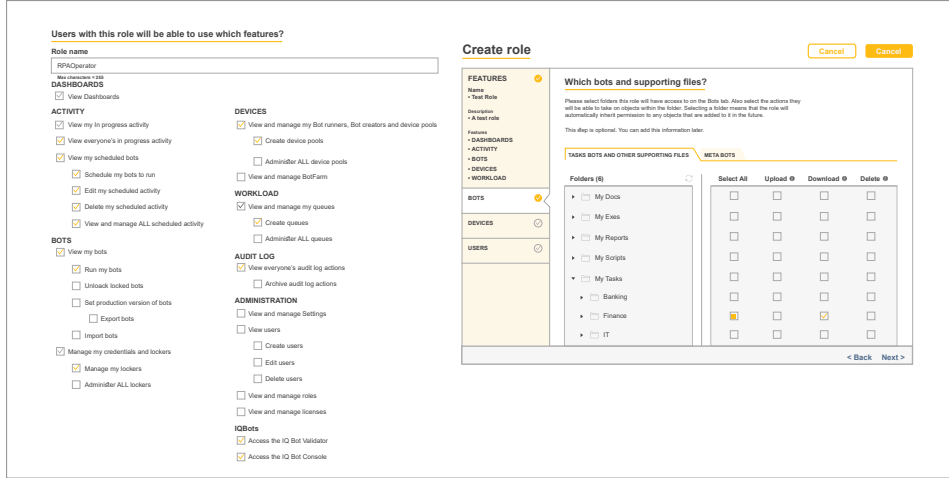 Users with this role will be able to use which features?
Role name
RPAOperator
Max characters = 255
DASHBOARDS
View Dashboards
ACTIVITY
View my In progress activity
View everyone's in progress activity
View my scheduled bots
Schedule my bots to run
Edit my scheduled activity
Delete my scheduled activity
View and manage ALL scheduled activity
BOTS
View my bots
Run my bots
Unloack locked bots
Set production version of bots
Export bots
Import bots
Manage my credentials and lockers
Manage my lockers
Administer ALL lockers
DEVICES
View and manage my Bot runners, Bot creators and device pools
Create device pools
Administer ALL device pools
View and manage BotFarm
WORKLOAD
View and manage my queues
Create queues
Administer ALL queues
AUDIT LOG
View everyone's audit log actions
Archive audit log actions
ADMINISTRATION
View and manage Settings
View users
Create users
Edit users
Delete users
View and manage roles
View and manage licenses
IQBots
Access the IQ Bot Validator
Access the IQ Bot Console
Create role
Cancel
Cancel
FEATURES
Name
• Test Role
Description
• A test role
Features
• DASHBOARDS
• ACTIVITY
• BOTS
• DEVICES
• WORKLOAD
BOTS
DEVICES
USERS
Which bots and supporting files?
Please select folders this role will have access to on the Bots tab. Also select the actions they
will be able to take on objects within the folder. Selecting a folder means that the role will
automatically inherit permission to any objects that are added to it in the future.
This step is optional. You can add this information later.
TASKS BOTS AND OTHER SUPPORTING FILES
META BOTS
Folders (6)
Select All Upload Download Delete
My Docs
My Exes
My Reports
My Scripts
My Tasks
Banking
Finance
IT
< Back Next >